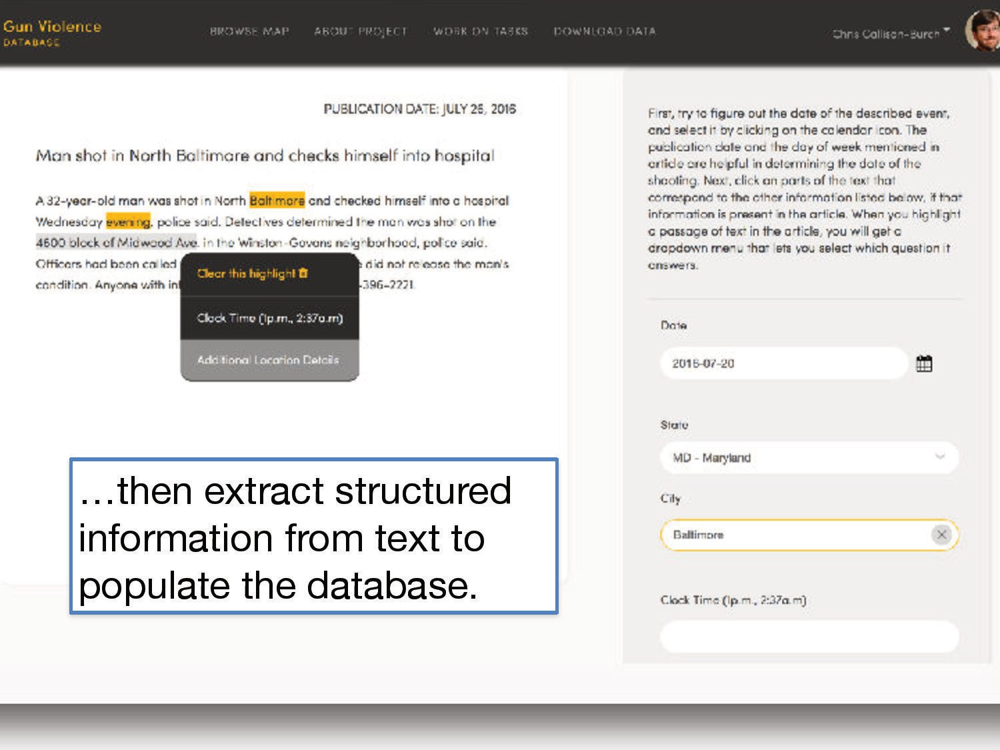 Gun Violence
DATABASE
BROWSE MAP
ABOUT PROJECT
WORK ON TASKS
DOWNLOAD DATA
Chris Callison-Burch
PUBLICATION DATE: JULY 26, 2016
Man shot in North Baltimore and checks himself into hospital
A 32-year-old man was shot in North Baltimore and checked himself into a hospital
Wednesday evening, police said. Detectives determined the man was shot on the
4600 block of Midwood Ave. in the Winston-Govans neighborhood, police said.
Officers had been called did not release the man's
condition. Anyone with -396-2221.
Clear this highlight
Clock Time (1p.m., 2:37a.m)
Additional Location Details
…then extract structured
information from text to
populate the database.
First, try to figure out the date of the described event,
and select it by clicking on the calendar icon. The
publication date and the day of week mentioned in
article are helpful in determining the date of the
shooting. Next, click on parts of the text that
correspond to the other information listed below, if that
information is present in the article. When you highlight
a passage of text in the article, you will get a
dropdown menu that lets you select which question it
answers.
Date
2016-07-20
State
MD - Maryland
City
Baltimore
Clock Time (1p.m., 2:37a.m)